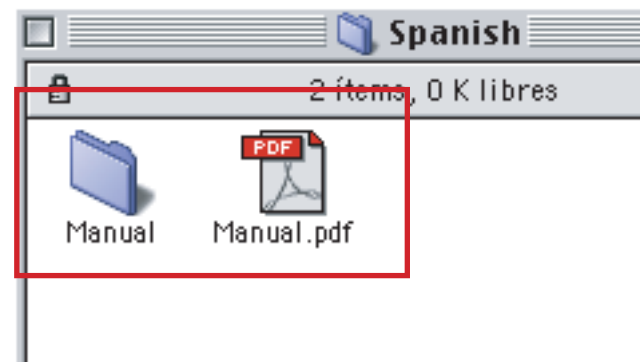 Spanish
2 ítems, 0 K libres
PDF
Manual
Manual.pdf